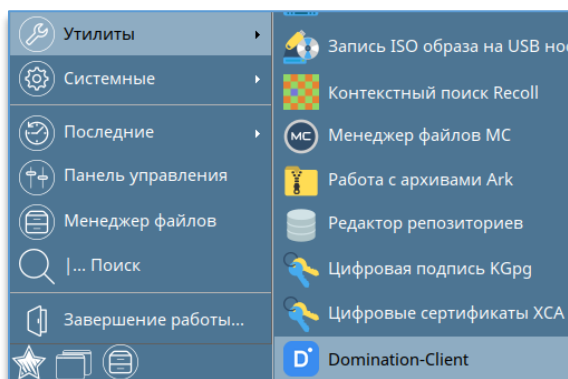 Утилиты
Системные
Последние
Панель управления
Менеджер файлов
|... Поиск
Завершение работы...
Запись ISO образа на USB
Контекстный поиск Recoll
MC
Менеджер файлов MC
Работа с архивами Ark
Редактор репозиториев
Цифровая подпись KGpg
Цифровые сертификаты XCA
D
Domination-Client